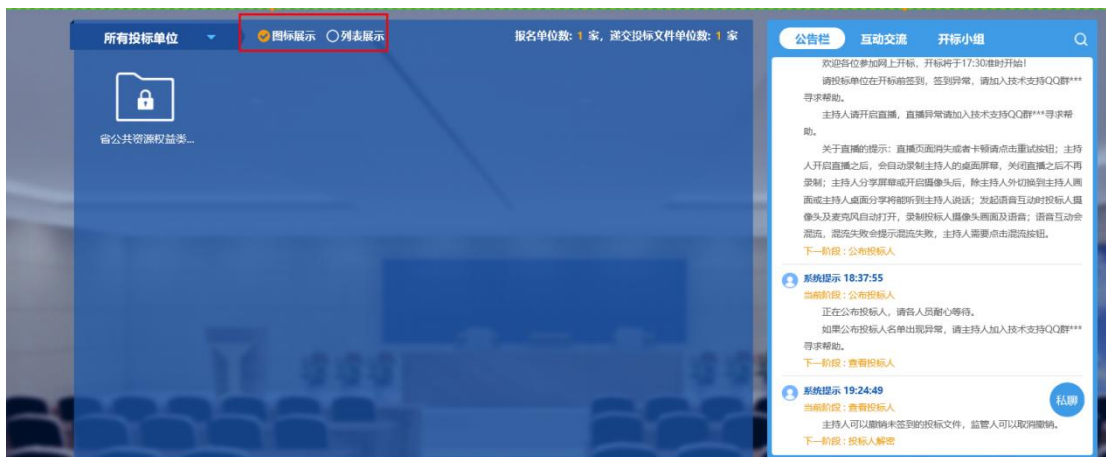 所有投标单位
图标展示 列表展示
报名单位数: 1 家, 递交投标文件单位数: 1 家
省公共资源权益类...
公告栏 互动交流 开标小组
欢迎各位参加网上开标, 开标将于17:30准时开始!
请投标单位在开标前签到, 签到异常, 请加入技术支持QQ群***
寻求帮助。
主持人请开启直播, 直播异常请加入技术支持QQ群***寻求帮
助。
关于直播的提示: 直播页面消失或者卡顿请点击重试按钮; 主持
人开启直播之后, 会自动录制主持人的桌面屏幕, 关闭直播之后不再
录制; 主持人分享屏幕或开启摄像头后, 除主持人外切换到主持人画
面或主持人桌面分享将能听到主持人说话; 发起语音互动时投标人摄
像头及麦克风自动打开, 录制投标人摄像头画面及语音; 语音互动会
混流, 混流失败会提示混流失败, 主持人需要点击混流按钮。
下一阶段 : 公布投标人
系统提示 18:37:55
当前阶段 : 公布投标人
正在公布投标人, 请各人员耐心等待。
如果公布投标人名单出现异常, 请主持人加入技术支持QQ群***
寻求帮助。
下一阶段 : 查看投标人
系统提示 19:24:49
当前阶段 : 查看投标人
主持人可以撤销未签到的投标文件, 监管人可以取消撤销。
下一阶段 : 投标人解密
私聊